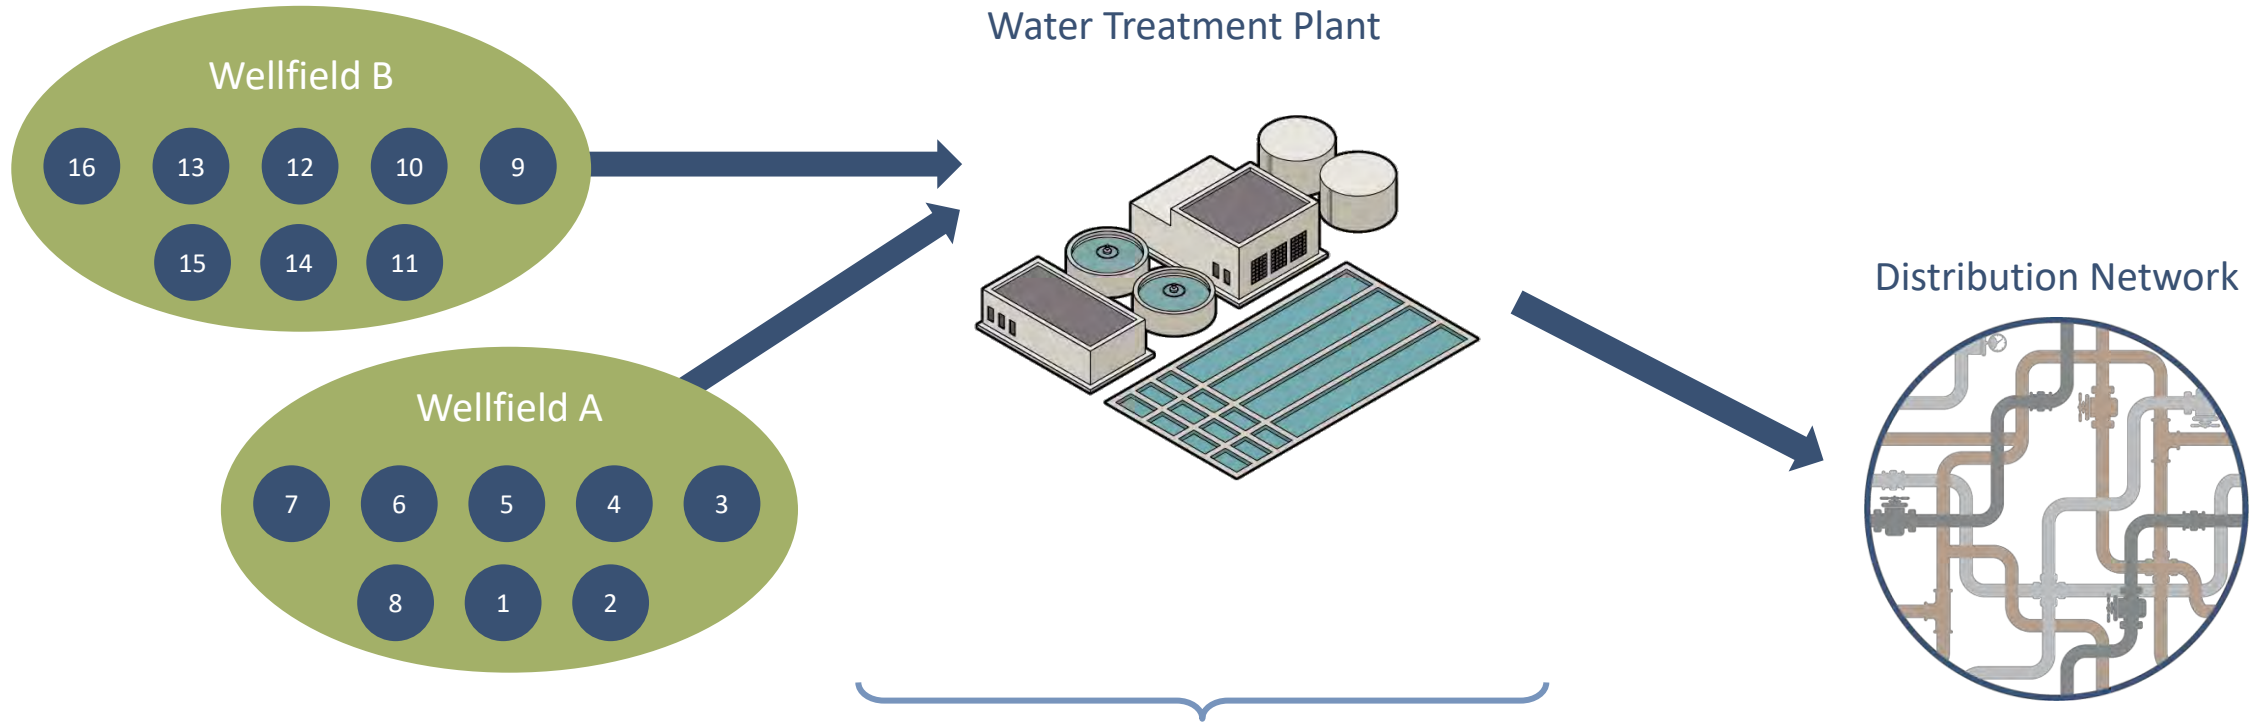 Water Treatment Plant
Wellfield B
16 13 12 10 9
15 14 11
Distribution Network
Wellfield A
7 6 5 4 3
8 1 2